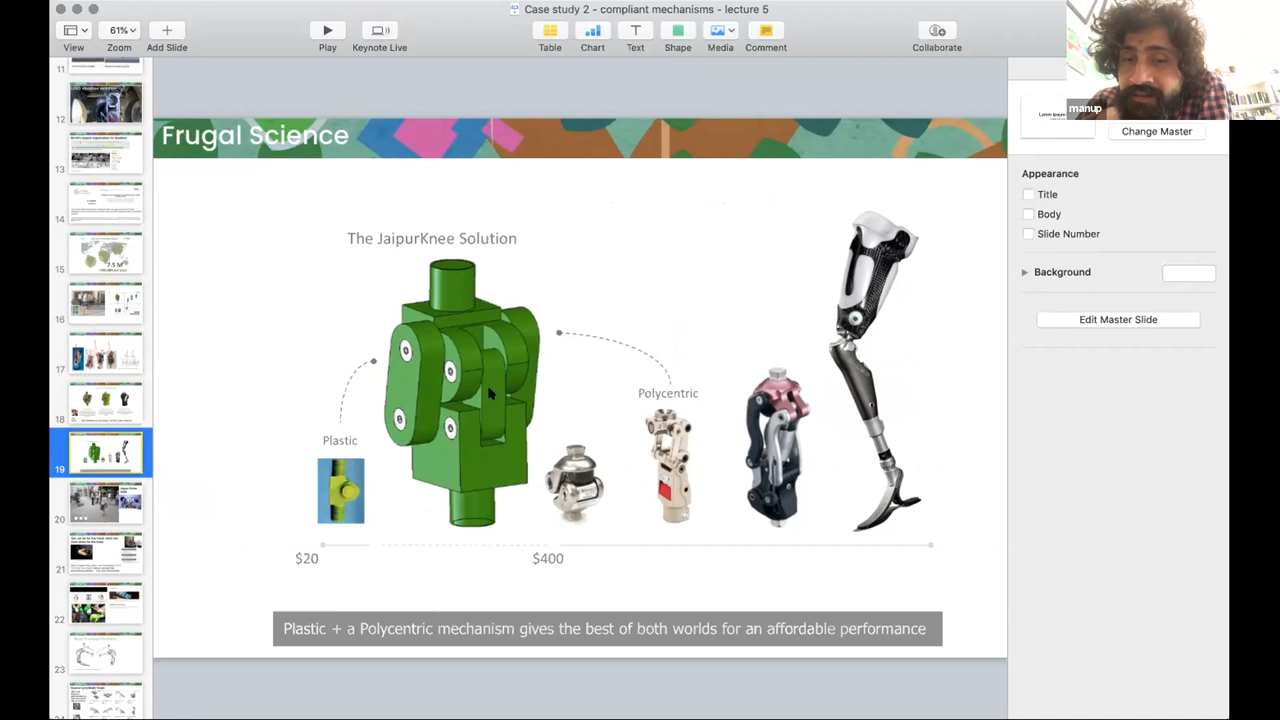 Case study 2 - compliant mechanisms - lecture 5
61%
View
Zoom
Add Slide
Play
Keynote Live
Table
Chart
Text
Shape
Media
Comment
Collaborate
manup
11
12
13
14
15
16
17
18
19
20
21
22
23
Frugal Science
The JaipurKnee Solution
Plastic
Polycentric
$20
$400
Plastic + a Polycentric mechanism gives the best of both worlds for an affordable performance
Change Master
Appearance
Title
Body
Slide Number
Background
Edit Master Slide